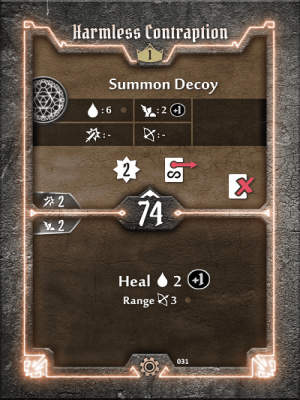 Harmless Contraption
1
Summon Decoy
: 6 : 2 +1
: - : -
2 S
2
74
2
Heal 2 +1
Range 3
031